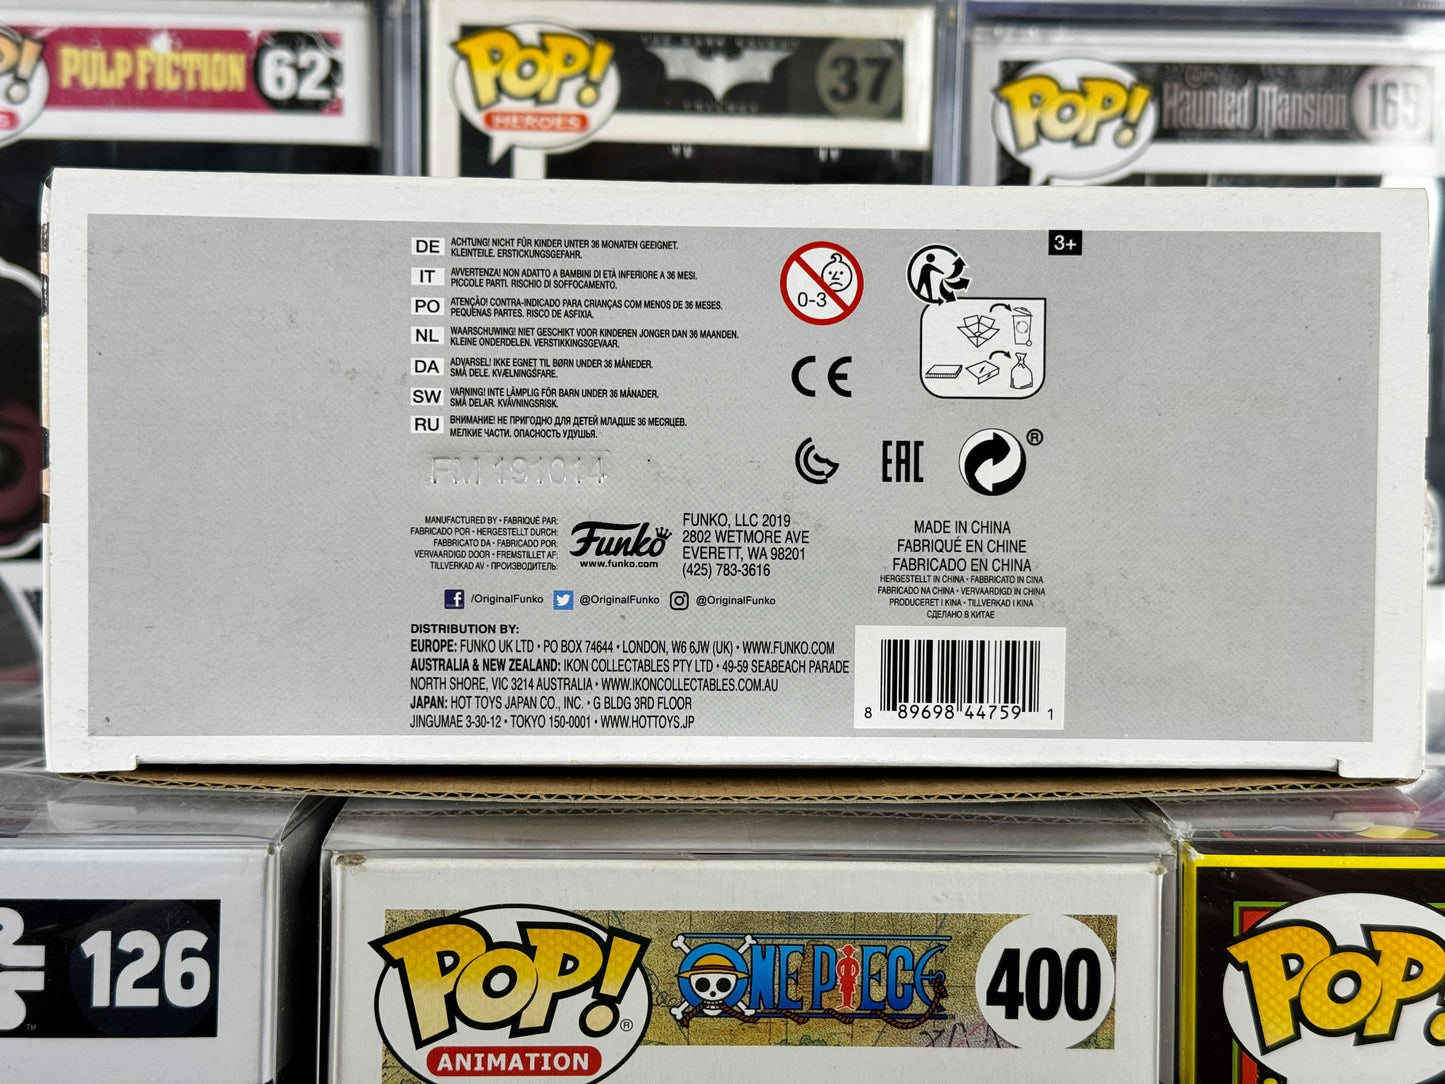 POP! PULP FICTION 62
POP! THE DARK KNIGHT 37
HEROES
POP! Haunted Mansion 165
3+
DE ACHTUNG! NICHT FÜR KINDER UNTER 36 MONATEN GEEIGNET.
KLEINTEILE. ERSTICKUNGSGEFAHR.
IT AVVERTENZA! NON ADATTO A BAMBINI DI ETÀ INFERIORE A 36 MESI.
PICCOLE PARTI. RISCHIO DI SOFFOCAMENTO.
PO ATENÇÃO! CONTRA-INDICADO PARA CRIANÇAS COM MENOS DE 36 MESES.
PEQUENAS PARTES. RISCO DE ASFIXIA.
NL WAARSCHUWING! NIET GESCHIKT VOOR KINDEREN JONGER DAN 36 MAANDEN.
KLEINE ONDERDELEN. VERSTIKKINGSGEVAAR.
DA ADVARSEL! IKKE EGNET TIL BØRN UNDER 36 MÅNEDER.
SMÅ DELE. KVÆLNINGSFARE.
SW VARNING! INTE LÄMPLIG FÖR BARN UNDER 36 MÅNADER.
SMÅ DELAR. KVÄVNINGSRISK.
RU ВНИМАНИЕ! НЕ ПРИГОДНО ДЛЯ ДЕТЕЙ МЛАДШЕ 36 МЕСЯЦЕВ.
МЕЛКИЕ ЧАСТИ. ОПАСНОСТЬ УДУШЬЯ.
FM 191014
0-3
CE
EAC
®
MANUFACTURED BY • FABRIQUÉ PAR:
FABRICADO POR • HERGESTELLT DURCH:
FABBRICATO DA • FABRICADO POR:
VERVAARDIGD DOOR • FREMSTILLET AF:
TILLVERKAD AV • ПРОИЗВОДИТЕЛЬ:
Funko
www.funko.com
FUNKO, LLC 2019
2802 WETMORE AVE
EVERETT, WA 98201
(425) 783-3616
MADE IN CHINA
FABRIQUÉ EN CHINE
FABRICADO EN CHINA
HERGESTELLT IN CHINA • FABBRICATO IN CINA
FABRICADO NA CHINA • VERVAARDIGD IN CHINA
PRODUCERET I KINA • TILLVERKAD I KINA
СДЕЛАНО В КИТАЕ
/OriginalFunko @OriginalFunko @OriginalFunko
DISTRIBUTION BY:
EUROPE: FUNKO UK LTD • PO BOX 74644 • LONDON, W6 6JW (UK) • WWW.FUNKO.COM
AUSTRALIA & NEW ZEALAND: IKON COLLECTABLES PTY LTD • 49-59 SEABEACH PARADE
NORTH SHORE, VIC 3214 AUSTRALIA • WWW.IKONCOLLECTABLES.COM.AU
JAPAN: HOT TOYS JAPAN CO., INC. • G BLDG 3RD FLOOR
JINGUMAE 3-30-12 • TOKYO 150-0001 • WWW.HOTTOYS.JP
8 89698 44759 1
126
TM
POP! ONE PIECE 400
®
ANIMATION
POP!